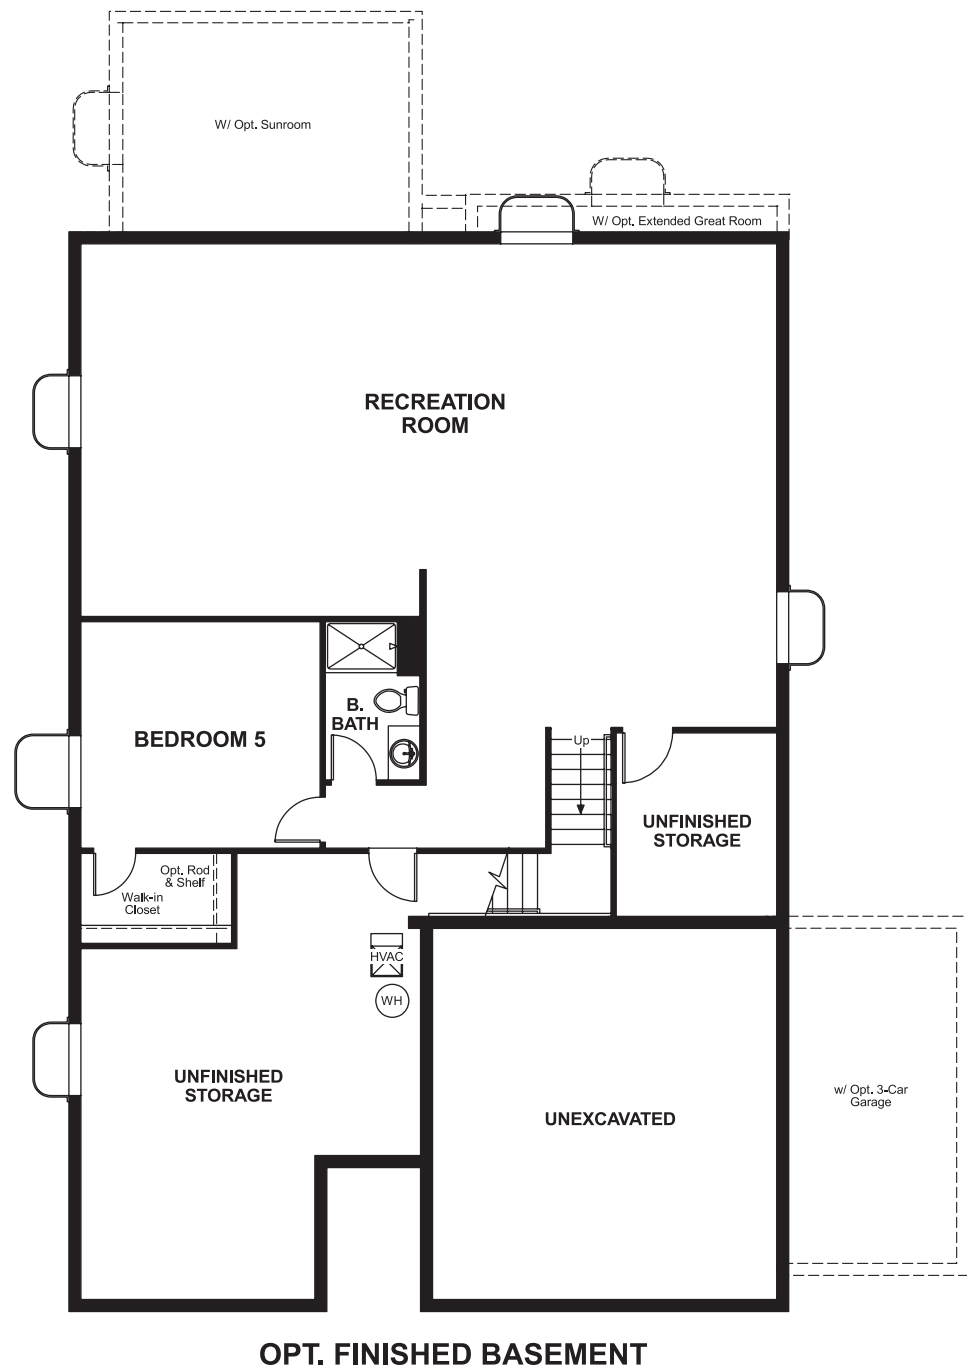 W/ Opt. Sunroom
W/ Opt. Extended Great Room
RECREATION
ROOM
B.
BATH
BEDROOM 5
Up
UNFINISHED
STORAGE
Opt. Rod
& Shelf
Walk-in
Closet
HVAC
WH
UNFINISHED
STORAGE
UNEXCAVATED
w/ Opt. 3-Car
Garage
OPT. FINISHED BASEMENT